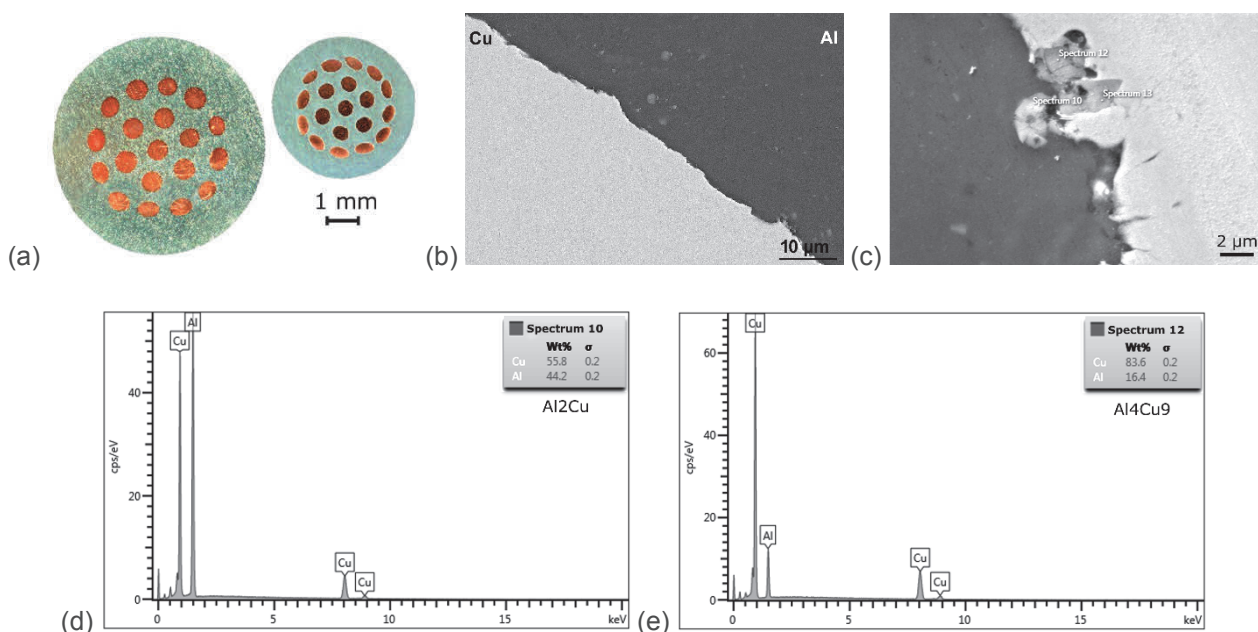 1 mm
(a)
Cu
Al
10 µm
(b)
Spectrum 12
Spectrum 13
Spectrum 10
2 µm
(c)
Cu
Al
Cu
Cu
Spectrum 10
Wt% σ
Cu 55.8 0.2
Al 44.2 0.2
Al2Cu
cps/eV
40
20
0
0 5 10 15 keV
(d)
Cu
Al
Cu
Cu
Spectrum 12
Wt% σ
Cu 83.6 0.2
Al 16.4 0.2
Al4Cu9
cps/eV
60
40
20
0
0 5 10 15 keV
(e)